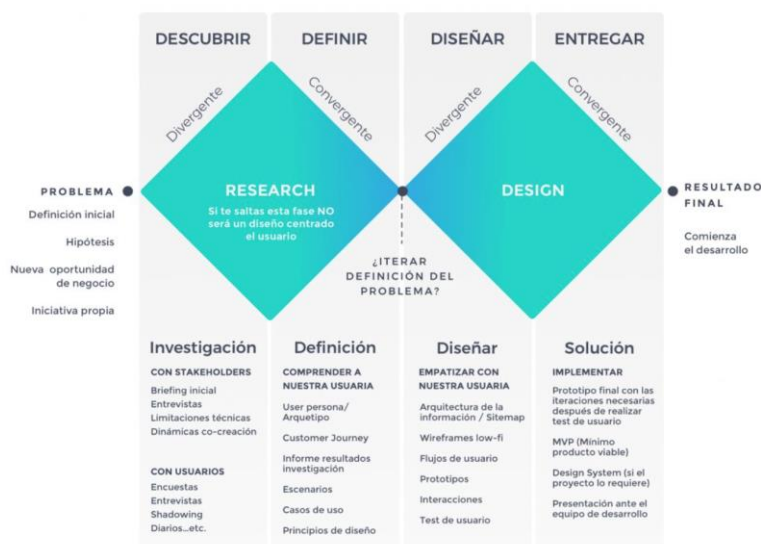 DESCUBRIR
DEFINIR
DISEÑAR
ENTREGAR
Divergente
Convergente
Divergente
Convergente
PROBLEMA
Definición inicial
Hipótesis
Nueva oportunidad
de negocio
Iniciativa propia
RESEARCH
Si te saltas esta fase NO
será un diseño centrado
el usuario
¿ITERAR
DEFINICIÓN DEL
PROBLEMA?
DESIGN
RESULTADO
FINAL
Comienza
el desarrollo
Investigación
CON STAKEHOLDERS
Briefing inicial
Entrevistas
Limitaciones técnicas
Dinámicas co-creación
CON USUARIOS
Encuestas
Entrevistas
Shadowing
Diarios...etc.
Definición
COMPRENDER A
NUESTRA USUARIA
User persona/
Arquetipo
Customer Journey
Informe resultados
investigación
Escenarios
Casos de uso
Principios de diseño
Diseñar
EMPATIZAR CON
NUESTRA USUARIA
Arquitectura de la
información / Sitemap
Wireframes low-fi
Flujos de usuario
Prototipos
Interacciones
Test de usuario
Solución
IMPLEMENTAR
Prototipo final con las
iteraciones necesarias
después de realizar
test de usuario
MVP (Mínimo
producto viable)
Design System (si el
proyecto lo requiere)
Presentación ante el
equipo de desarrollo